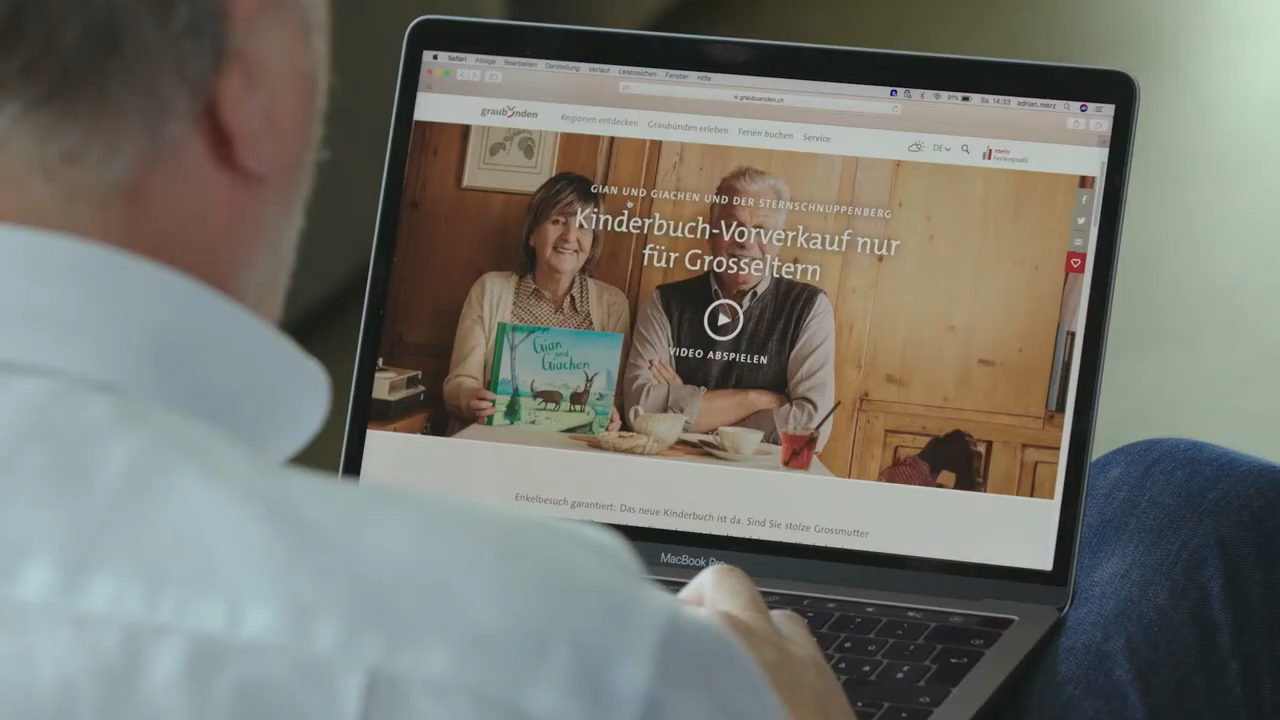 Safari Ablage Bearbeiten Darstellung Verlauf Lesezeichen Fenster Hilfe
91% Sa. 14:33 adrian.merz
graubuenden.ch
graubünden Regionen entdecken Graubünden erleben Ferien buchen Service DE mein Ferienprofil
GIAN UND GIACHEN UND DER STERNSCHNUPPENBERG
Kinderbuch-Vorverkauf nur
für Grosseltern
VIDEO ABSPIELEN
Gian
und
Giachen
Enkelbesuch garantiert: Das neue Kinderbuch ist da. Sind Sie stolze Grossmutter
MacBook